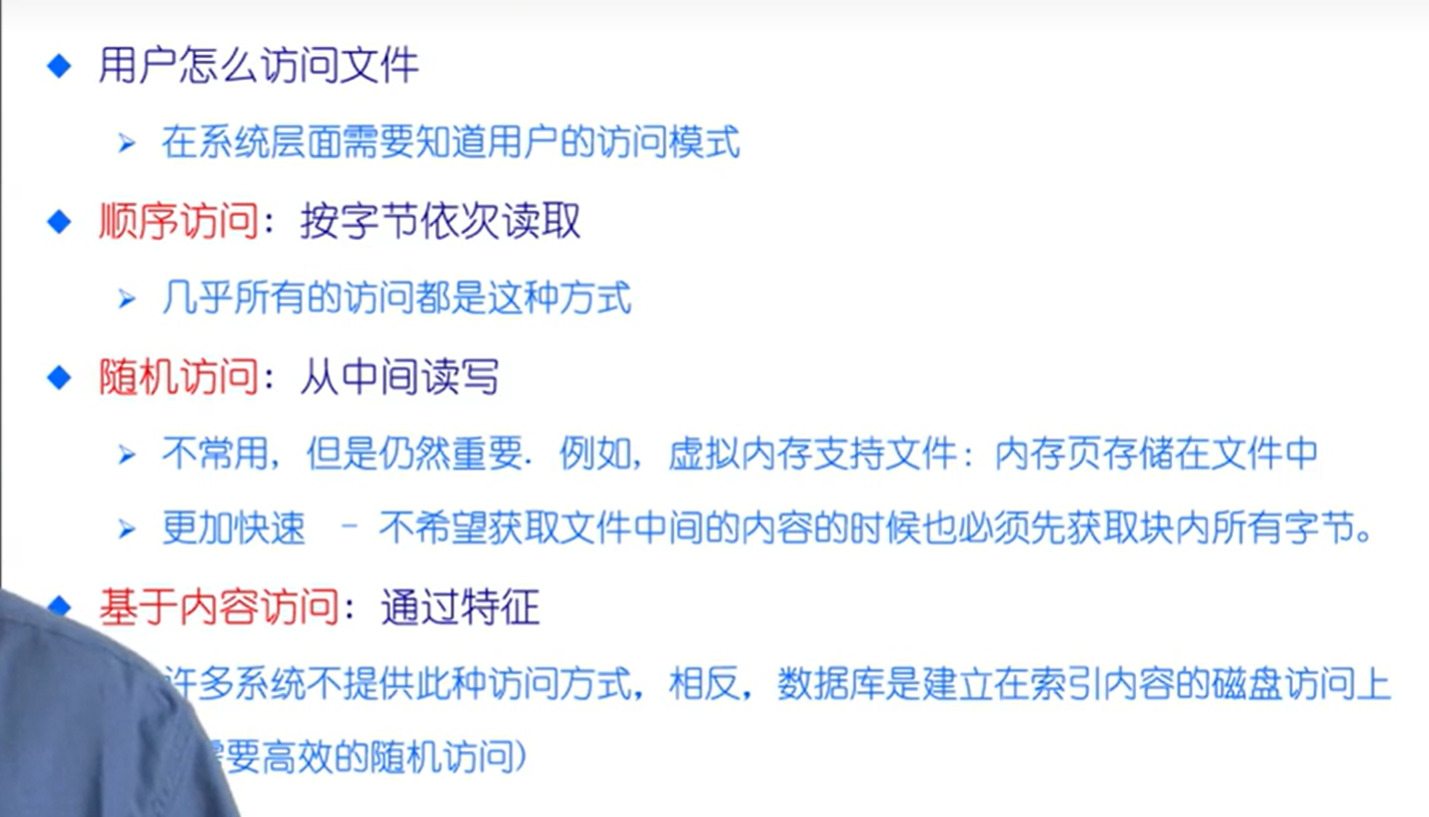 用户怎么访问文件
在系统层面需要知道用户的访问模式
顺序访问：按字节依次读取
几乎所有的访问都是这种方式
随机访问：从中间读写
不常用，但是仍然重要. 例如，虚拟内存支持文件：内存页存储在文件中
更加快速 - 不希望获取文件中间的内容的时候也必须先获取块内所有字节。
基于内容访问：通过特征
许多系统不提供此种访问方式，相反，数据库是建立在索引内容的磁盘访问上
要高效的随机访问)